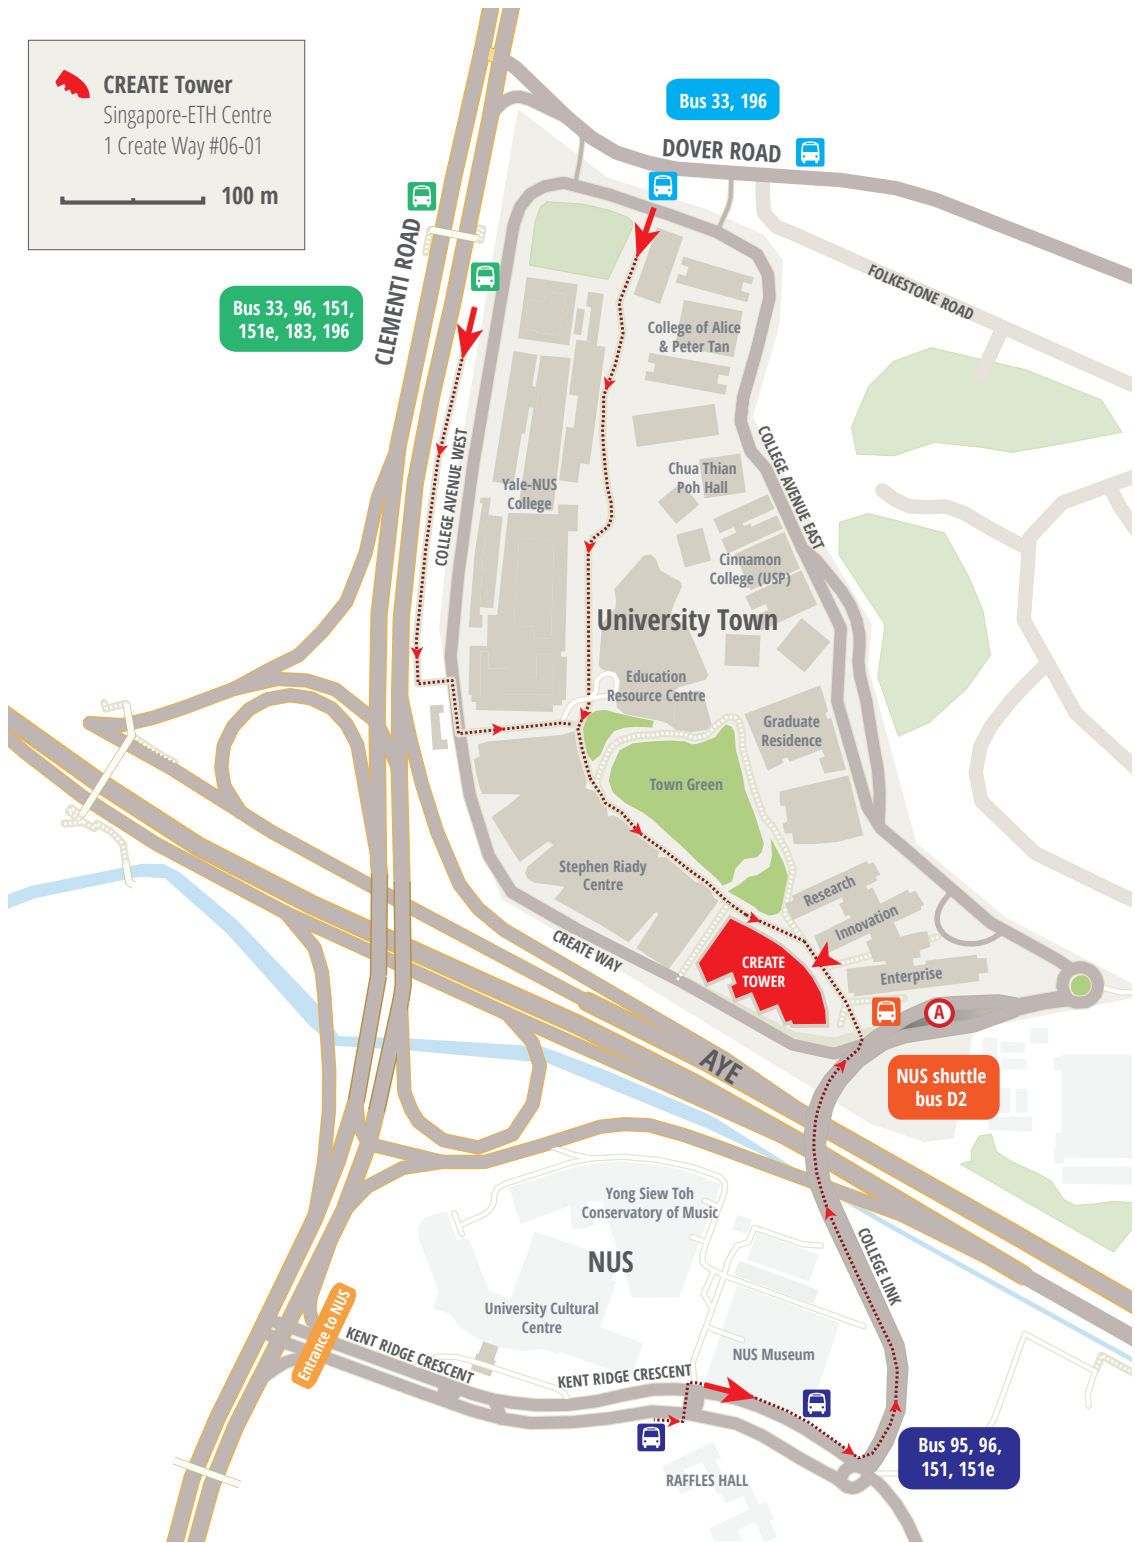 CREATE Tower
Singapore-ETH Centre
1 Create Way #06-01
100 m
Bus 33, 196
DOVER ROAD
CLEMENTI ROAD
Bus 33, 96, 151,
151e, 183, 196
FOLKESTONE ROAD
College of Alice
& Peter Tan
COLLEGE AVENUE WEST
COLLEGE AVENUE EAST
Yale-NUS
College
Chua Thian
Poh Hall
Cinnamon
College (USP)
University Town
Education
Resource Centre
Graduate
Residence
Town Green
Stephen Riady
Centre
Research
Innovation
Enterprise
CREATE WAY
CREATE
TOWER
A
AYE
NUS shuttle
bus D2
Yong Siew Toh
Conservatory of Music
NUS
COLLEGE LINK
University Cultural
Centre
Entrance to NUS
KENT RIDGE CRESCENT
KENT RIDGE CRESCENT
NUS Museum
Bus 95, 96,
151, 151e
RAFFLES HALL